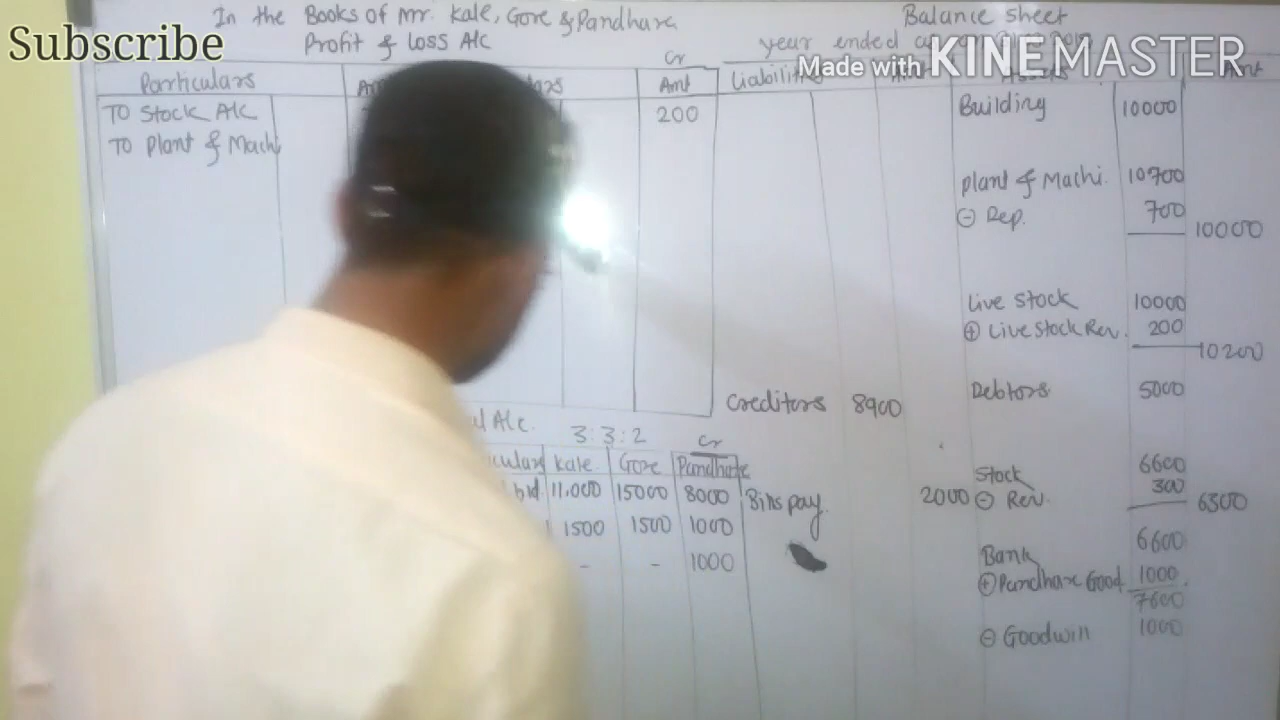 Subscribe
In the Books of Mr. Kale, Gore & Pandhare
Profit & Loss A/c
Cr
Particulars
Amt
TO Stock A/c
200
TO Plant & Machi
Balance sheet
year ended
Made with KINEMASTER
Building 10000
Plant & Machi. 10700
⊖ Dep. 700 10000
Live Stock 10000
⊕ Live Stock Rev. 200 10200
Debtors 5000
Creditors 8900
Stock 6600
⊖ Rev. 300 6300
Bills pay. 2000
Bank 6600
⊕ Pandhare Good 1000
7600
⊖ Goodwin 1000
A/c. 3:3:2 Cr
Kale Gore Pandhare
11,000 15000 8000
1500 1500 1000
- - 1000